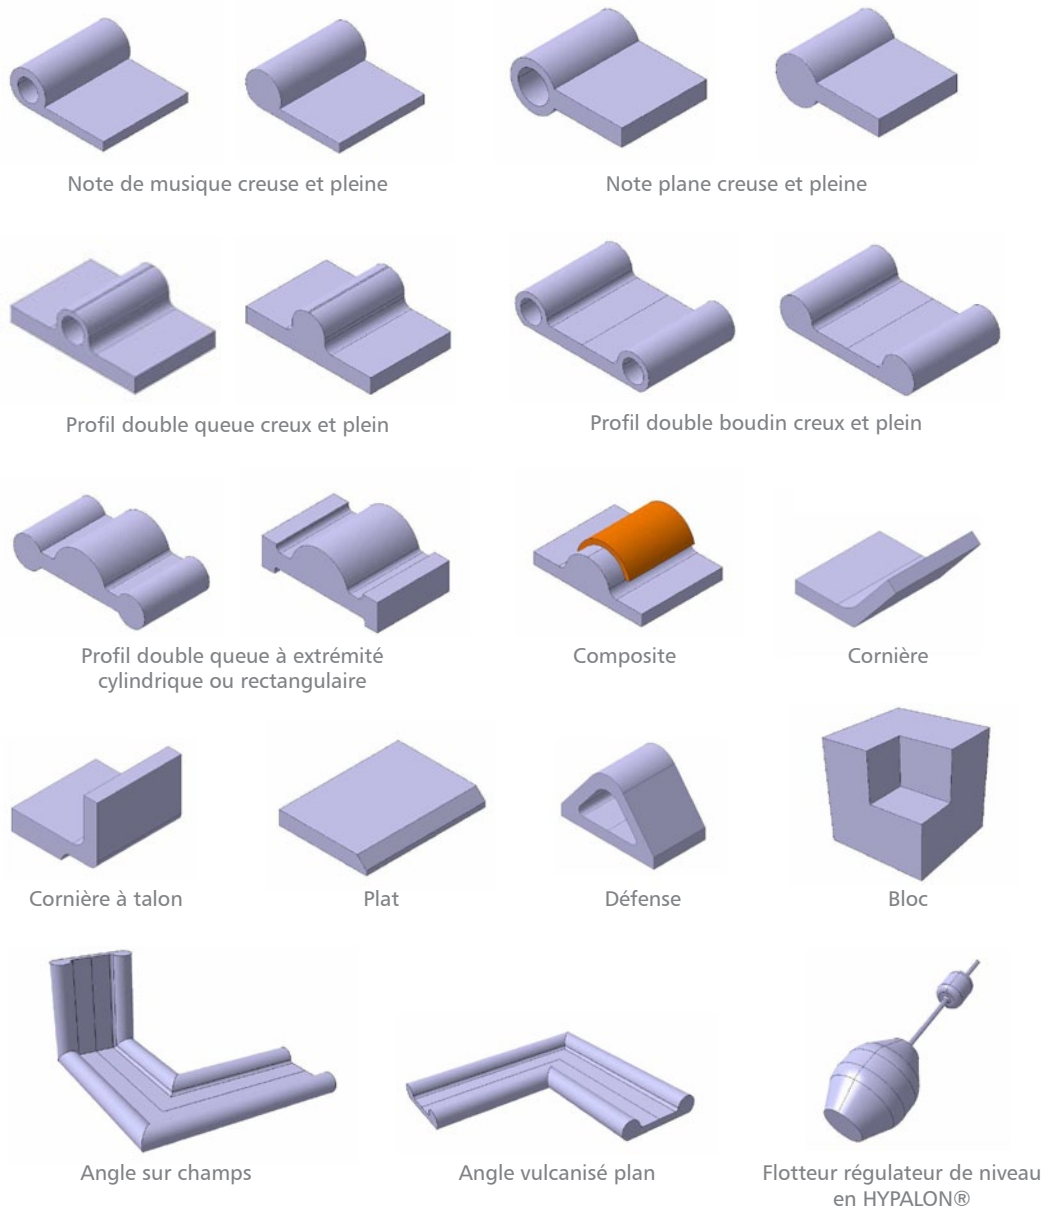 Note de musique creuse et pleine
Note plane creuse et pleine
Profil double queue creux et plein
Profil double boudin creux et plein
Profil double queue à extrémité
cylindrique ou rectangulaire
Composite
Cornière
Cornière à talon
Plat
Défense
Bloc
Angle sur champs
Angle vulcanisé plan
Flotteur régulateur de niveau
en HYPALON®